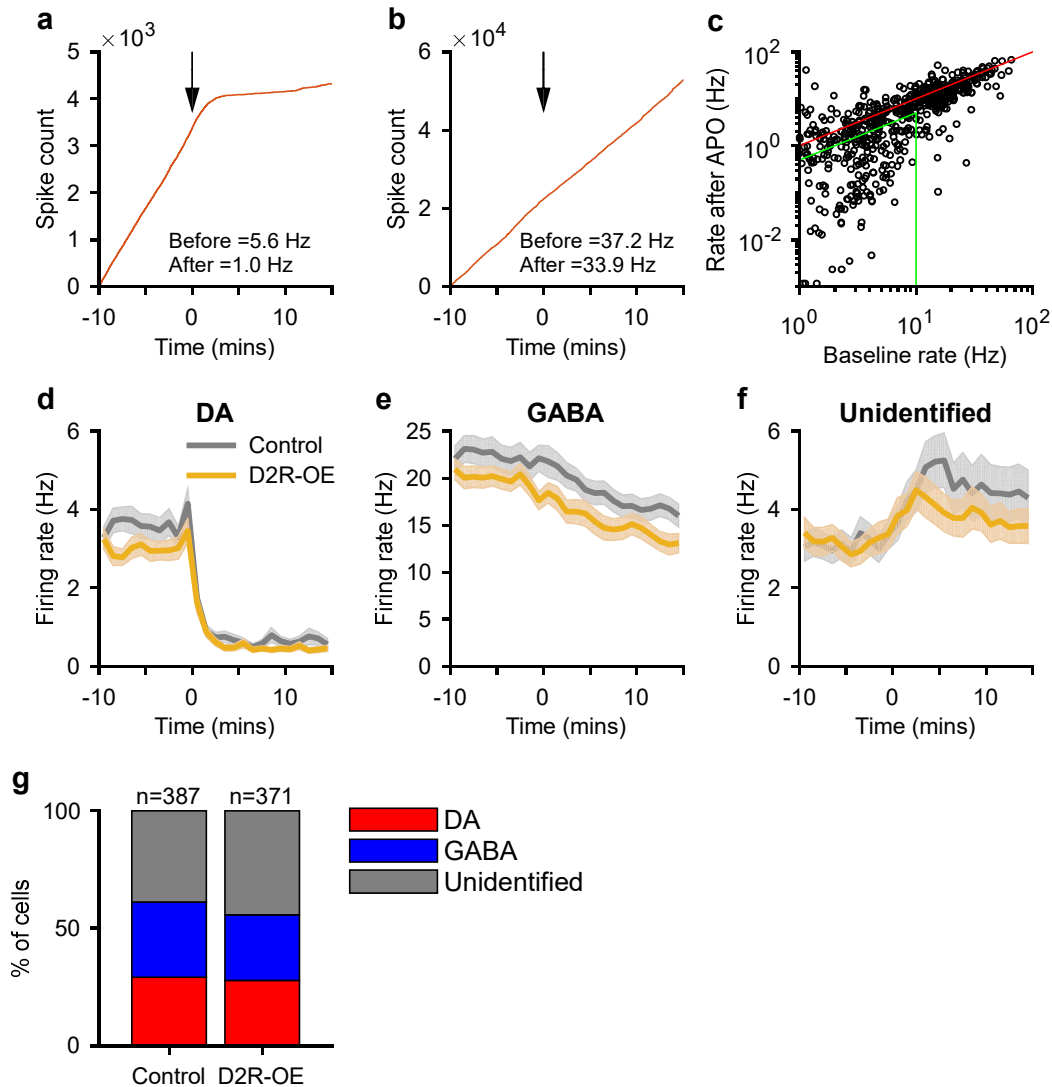 a
×10³
5
4
3
2
1
0
Spike count
Before =5.6 Hz
After =1.0 Hz
-10 0 10
Time (mins)
b
×10⁴
6
4
2
0
Spike count
Before =37.2 Hz
After =33.9 Hz
-10 0 10
Time (mins)
c
10²
10⁰
10⁻²
Rate after APO (Hz)
10⁰ 10¹ 10²
Baseline rate (Hz)
d
DA
6
4
2
0
Firing rate (Hz)
Control
D2R-OE
-10 0 10
Time (mins)
e
GABA
25
20
15
10
5
0
Firing rate (Hz)
-10 0 10
Time (mins)
f
Unidentified
6
4
2
0
Firing rate (Hz)
-10 0 10
Time (mins)
g
n=387 n=371
100
50
0
% of cells
Control D2R-OE
DA
GABA
Unidentified